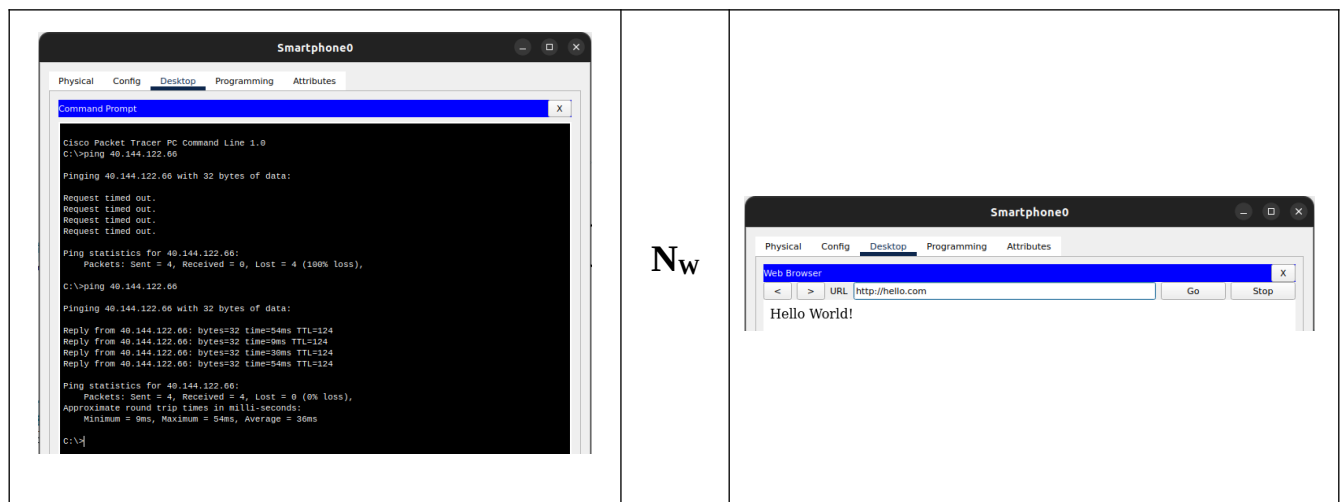 Smartphone0
Physical Config Desktop Programming Attributes
Command Prompt X
Cisco Packet Tracer PC Command Line 1.0
C:\>ping 40.144.122.66
Pinging 40.144.122.66 with 32 bytes of data:
Request timed out.
Request timed out.
Request timed out.
Request timed out.
Ping statistics for 40.144.122.66:
Packets: Sent = 4, Received = 0, Lost = 4 (100% loss),
C:\>ping 40.144.122.66
Pinging 40.144.122.66 with 32 bytes of data:
Reply from 40.144.122.66: bytes=32 time=54ms TTL=124
Reply from 40.144.122.66: bytes=32 time=9ms TTL=124
Reply from 40.144.122.66: bytes=32 time=30ms TTL=124
Reply from 40.144.122.66: bytes=32 time=54ms TTL=124
Ping statistics for 40.144.122.66:
Packets: Sent = 4, Received = 4, Lost = 0 (0% loss),
Approximate round trip times in milli-seconds:
Minimum = 9ms, Maximum = 54ms, Average = 36ms
C:\>
NW
Smartphone0
Physical Config Desktop Programming Attributes
Web Browser X
< > URL http://hello.com Go Stop
Hello World!